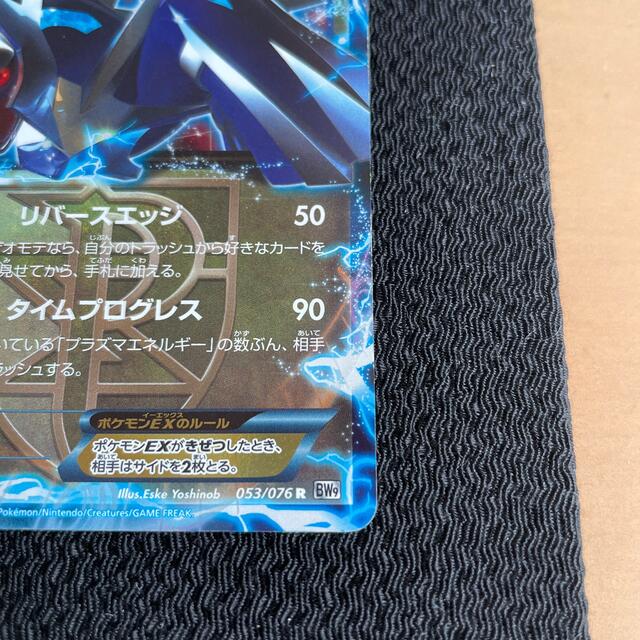 リバースエッジ 50
オモテなら、自分のトラッシュから好きなカードを
見せてから、手札に加える。
タイムプログレス 90
いている「プラズマエネルギー」の数ぶん、相手
ラッシュする。
ポケモンEXのルール
ポケモンEXがきぜつしたとき、
相手はサイドを2枚とる。
Illus.Eske Yoshinob 053/076 R BW9
Pokémon/Nintendo/Creatures/GAME FREAK.